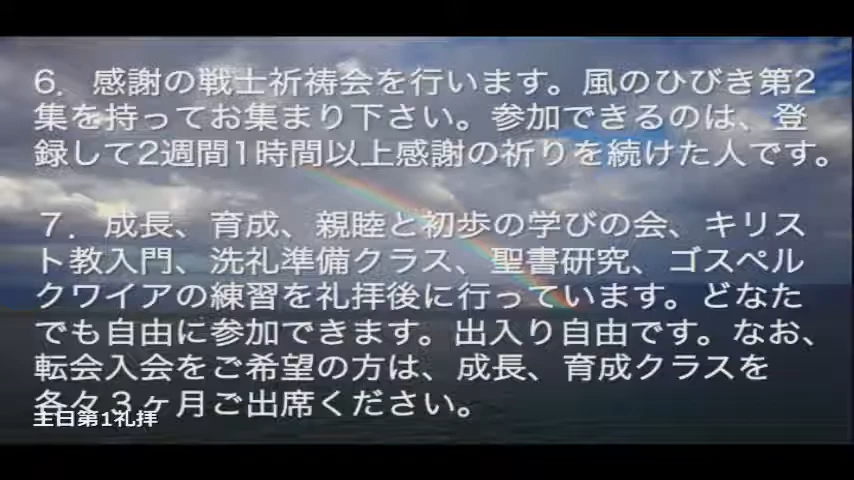 6．感謝の戦士祈祷会を行います。風のひびき第2
集を持ってお集まり下さい。参加できるのは、登
録して2週間1時間以上感謝の祈りを続けた人です。
７．成長、育成、親睦と初歩の学びの会、キリス
ト教入門、洗礼準備クラス、聖書研究、ゴスペル
クワイアの練習を礼拝後に行っています。どなた
でも自由に参加できます。出入り自由です。なお、
転会入会をご希望の方は、成長、育成クラスを
各々３ヶ月ご出席ください。
主日第1礼拝